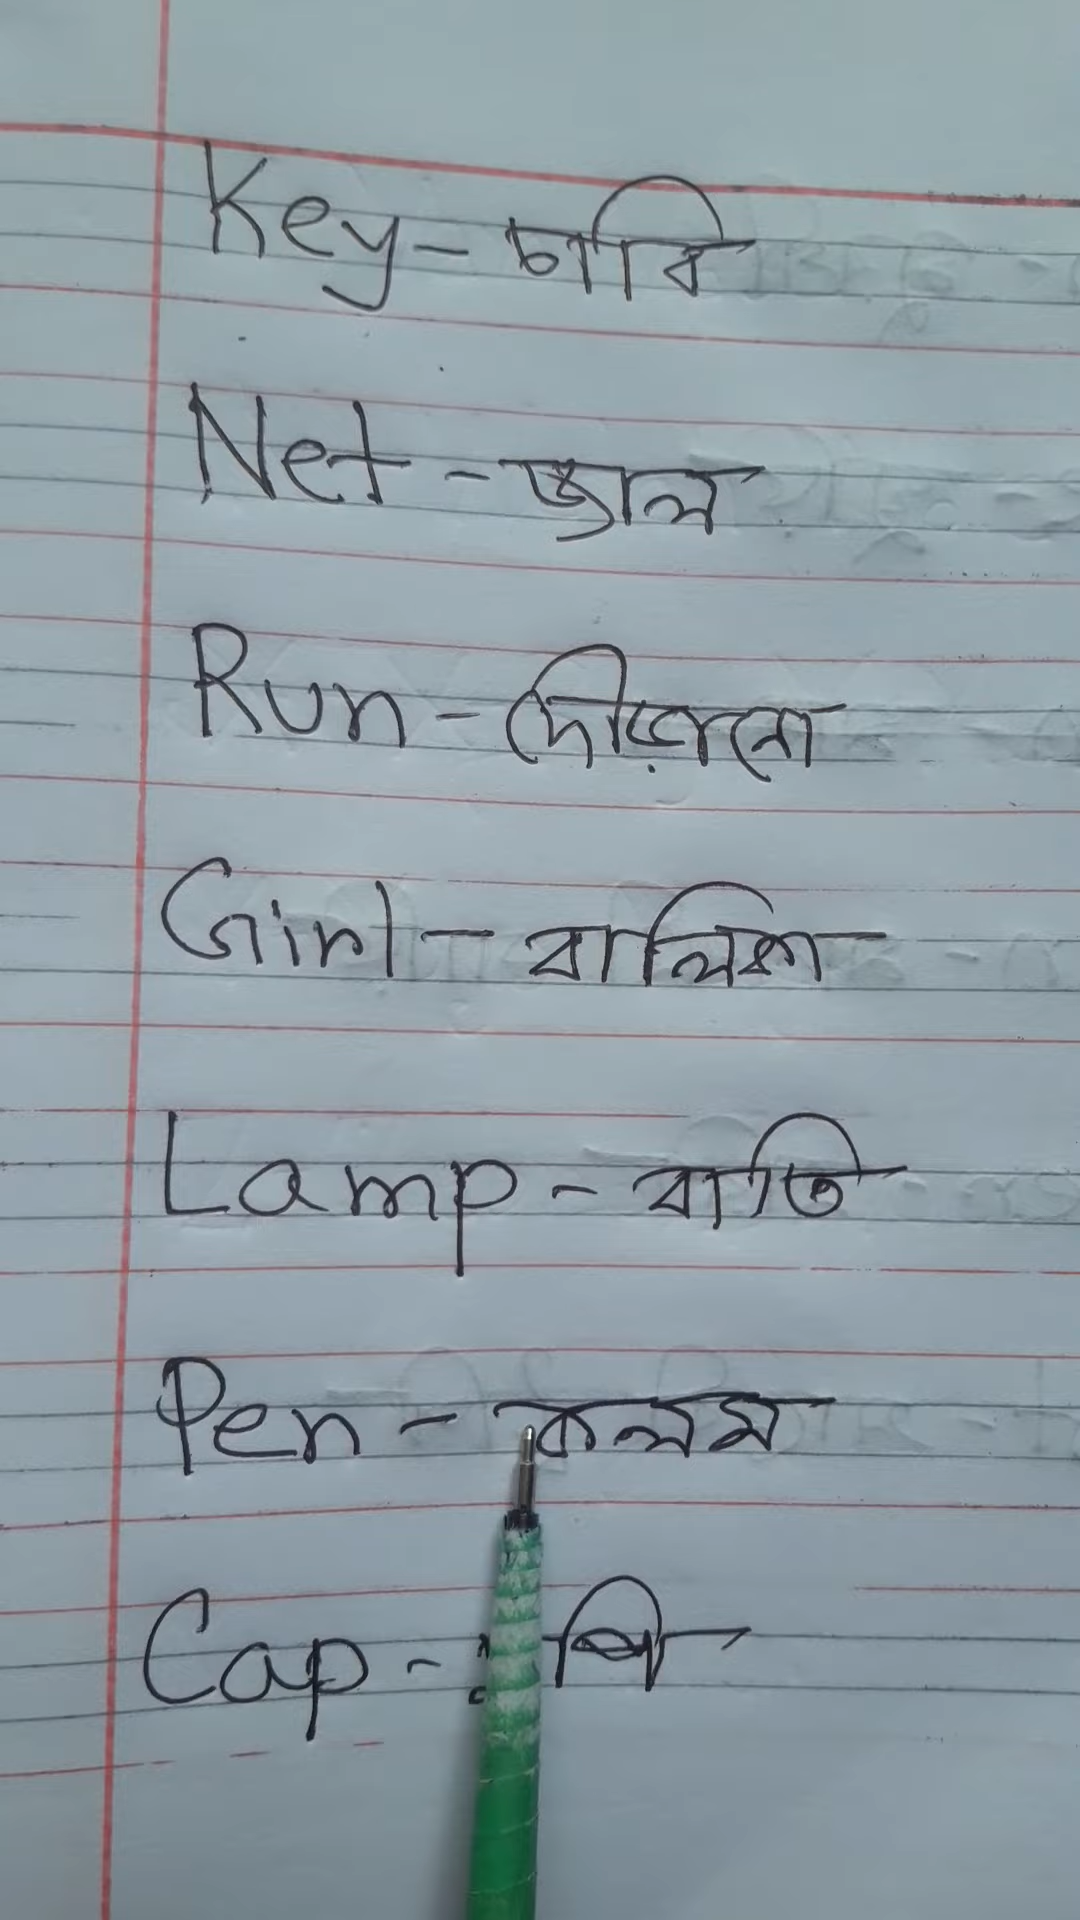 Key - চাবি
Net - জাল
Run - দৌড়ানো
Girl - বালিকা
Lamp - বাতি
Pen - কলম
Cap -